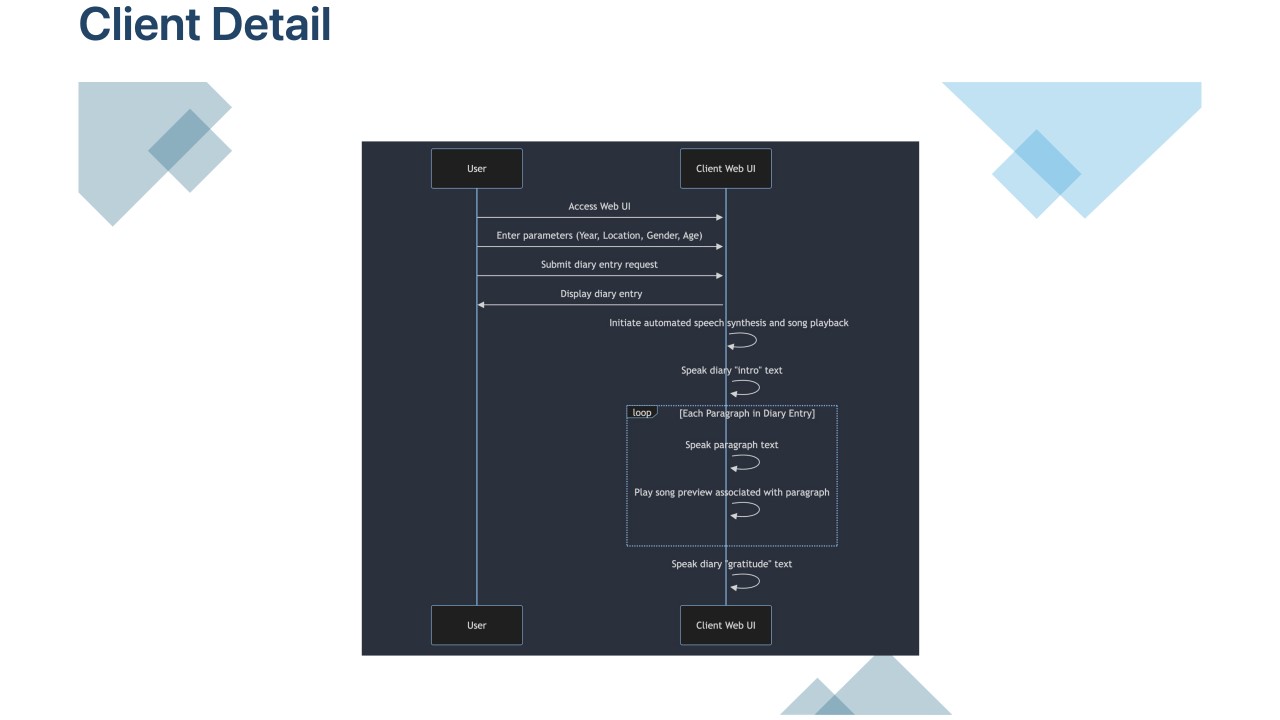 Client Detail
User
Client Web UI
Access Web UI
Enter parameters (Year, Location, Gender, Age)
Submit diary entry request
Display diary entry
Initiate automated speech synthesis and song playback
Speak diary "intro" text
loop
[Each Paragraph in Diary Entry]
Speak paragraph text
Play song preview associated with paragraph
Speak diary "gratitude" text
User
Client Web UI